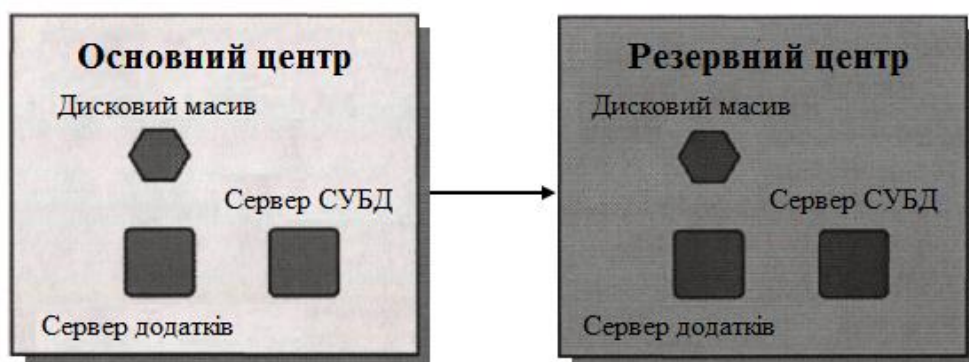 Основний центр
Дисковий масив
Сервер СУБД
Сервер додатків
Резервний центр
Дисковий масив
Сервер СУБД
Сервер додатків